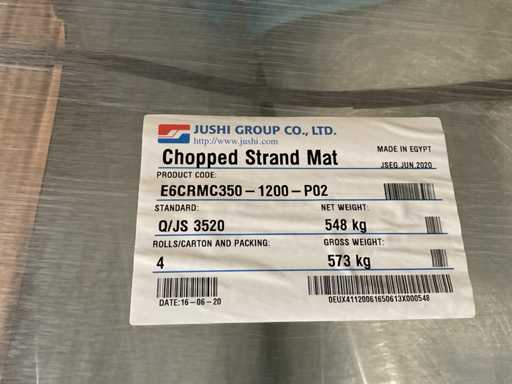 JUSHI GROUP CO., LTD.
http://www.jushi.com
Chopped Strand Mat
MADE IN EGYPT
JSEG.JUN,2020
PRODUCT CODE:
E6CRMC350-1200-P02
STANDARD:
NET WEIGHT:
Q/JS 3520
548 kg
ROLLS/CARTON AND PACKING:
GROSS WEIGHT:
4
573 kg
DATE:16-06-20
0EUX41120061650613X000548